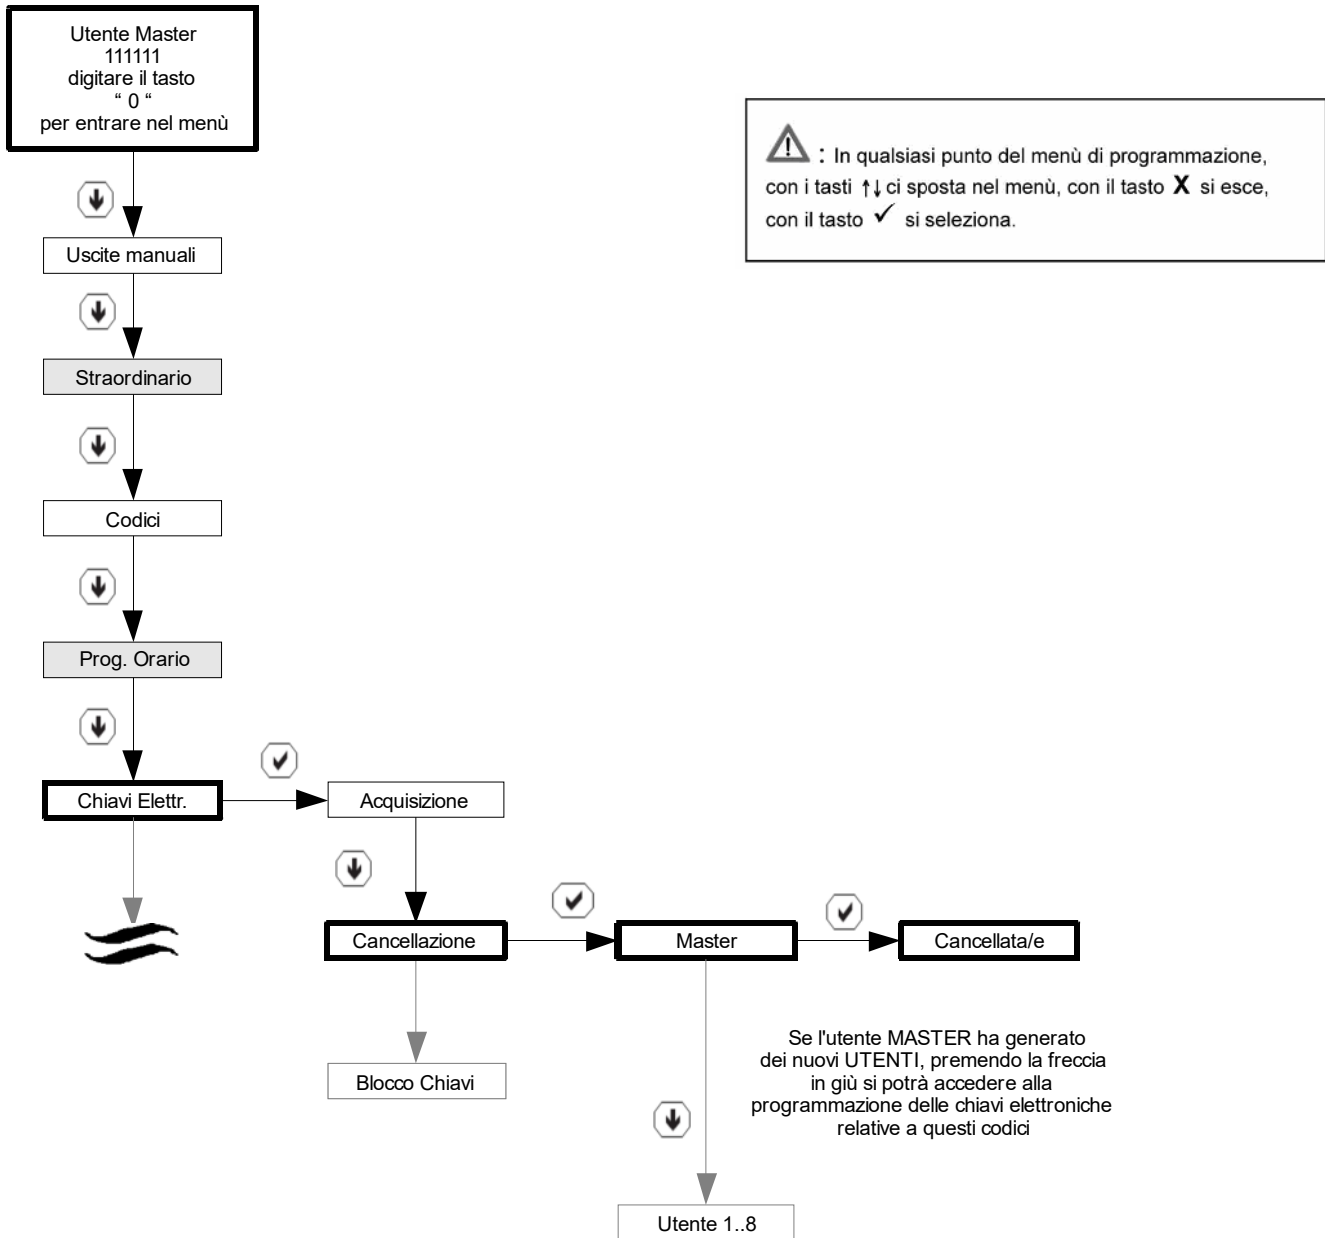 Utente Master
111111
digitare il tasto
“ 0 “
per entrare nel menù
: In qualsiasi punto del menù di programmazione,
con i tasti ↑↓ ci sposta nel menù, con il tasto X si esce,
con il tasto ✓ si seleziona.
Uscite manuali
Straordinario
Codici
Prog. Orario
Chiavi Elettr.
Acquisizione
Cancellazione
Master
Cancellata/e
Blocco Chiavi
Se l'utente MASTER ha generato
dei nuovi UTENTI, premendo la freccia
in giù si potrà accedere alla
programmazione delle chiavi elettroniche
relative a questi codici
Utente 1..8